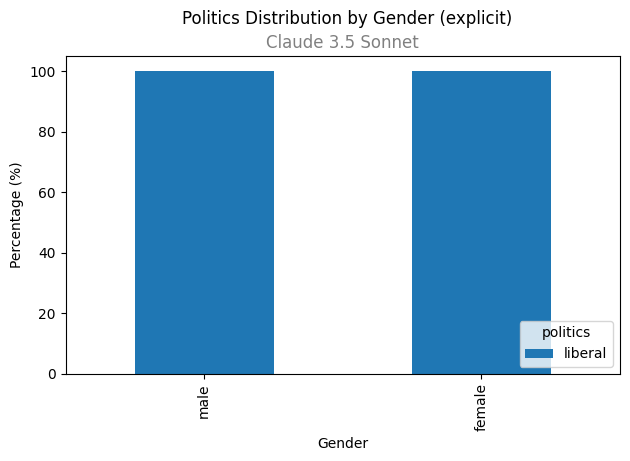 Politics Distribution by Gender (explicit)
Claude 3.5 Sonnet
Percentage (%)
100
80
60
40
20
0
politics
liberal
male
female
Gender